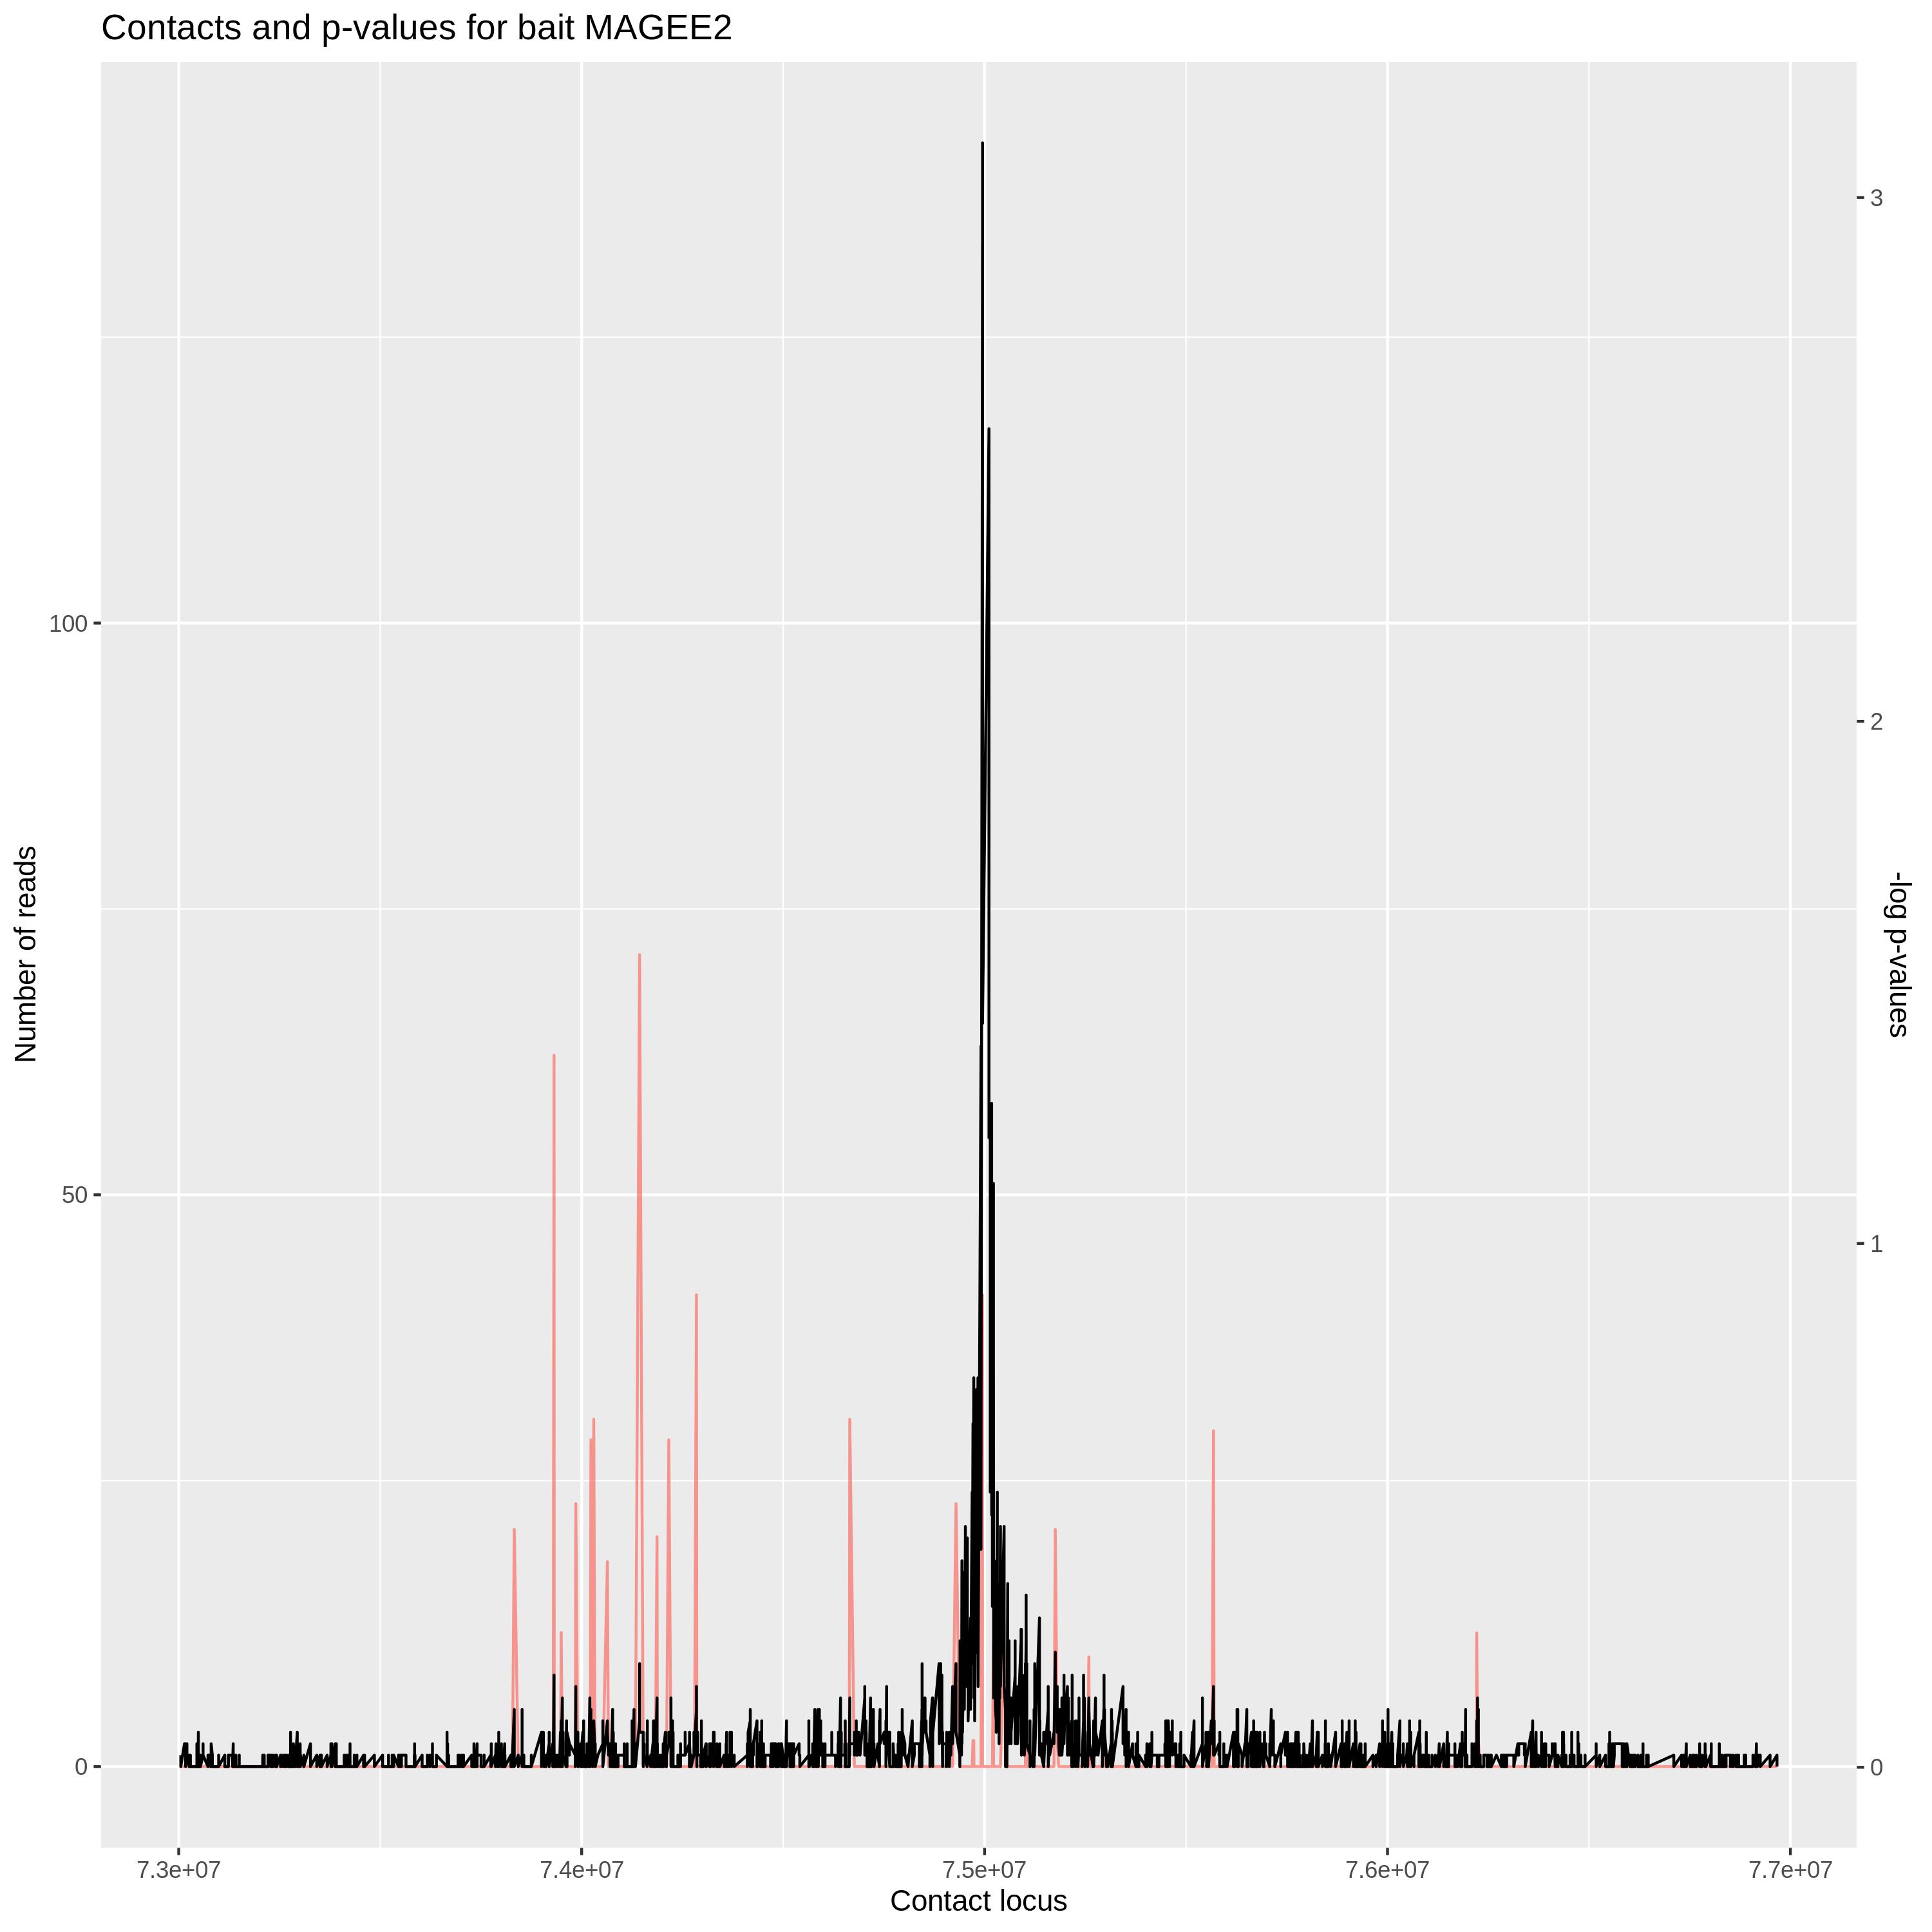 Contacts and p-values for bait MAGEE2
Number of reads
100
50
0
3
2
1
0
-log p-values
7.3e+07
7.4e+07
7.5e+07
7.6e+07
7.7e+07
Contact locus